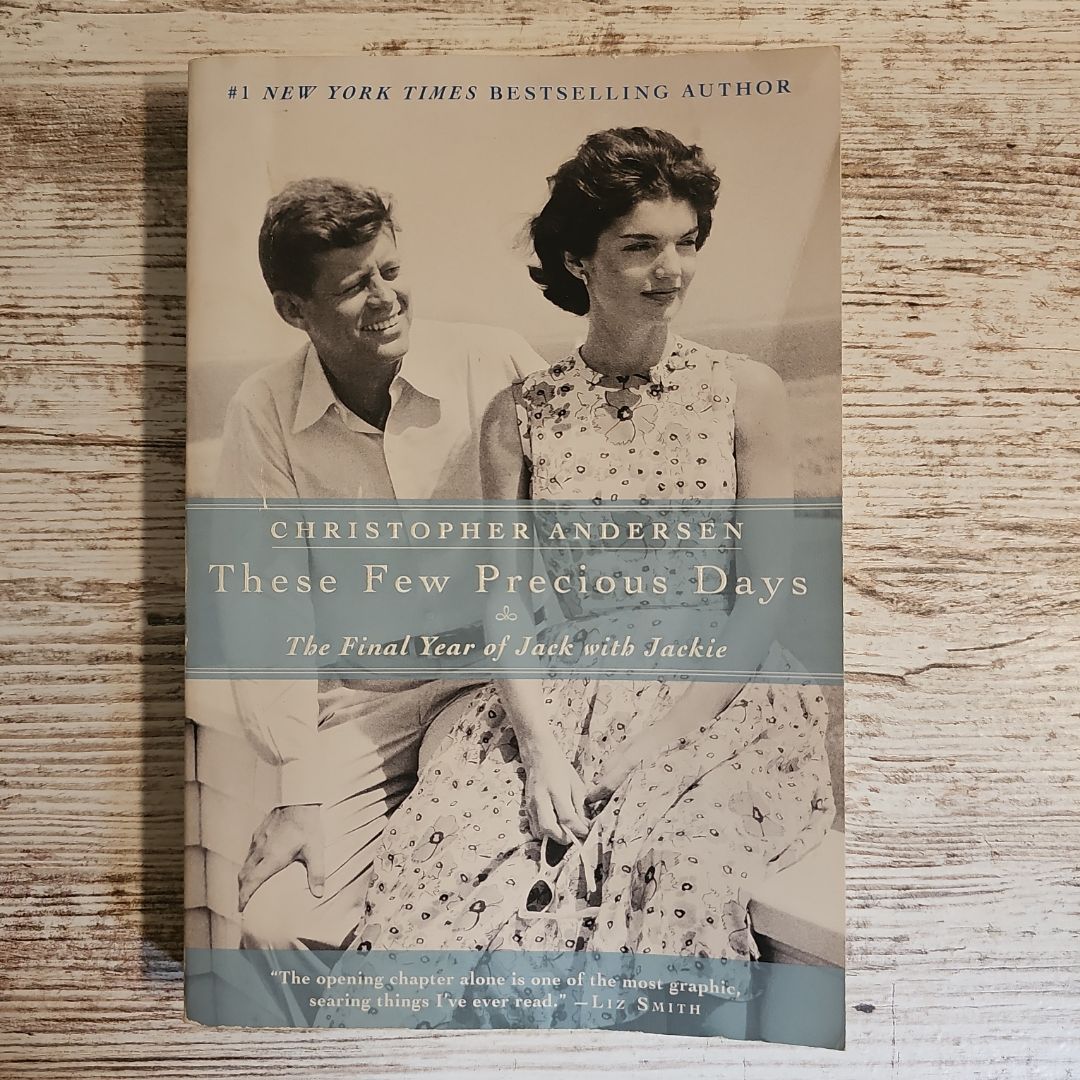 #1 NEW YORK TIMES BESTSELLING AUTHOR
CHRISTOPHER ANDERSEN
These Few Precious Days
The Final Year of Jack with Jackie
“The opening chapter alone is one of the most graphic,
searing things I’ve ever read.” —LIZ SMITH